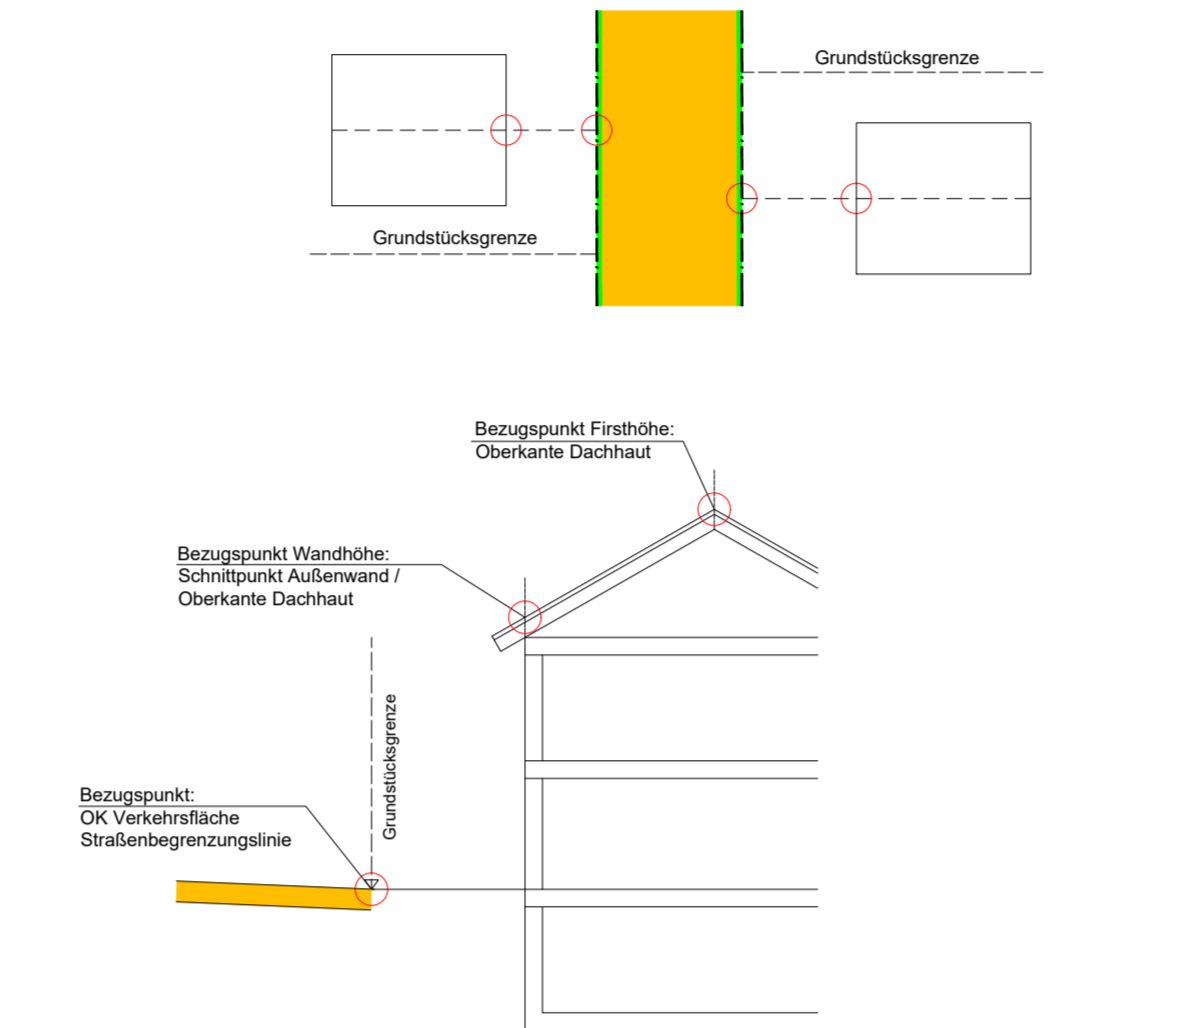 Grundstücksgrenze
Grundstücksgrenze
Bezugspunkt Firsthöhe:
Oberkante Dachhaut
Bezugspunkt Wandhöhe:
Schnittpunkt Außenwand /
Oberkante Dachhaut
Grundstücksgrenze
Bezugspunkt:
OK Verkehrsfläche
Straßenbegrenzungslinie